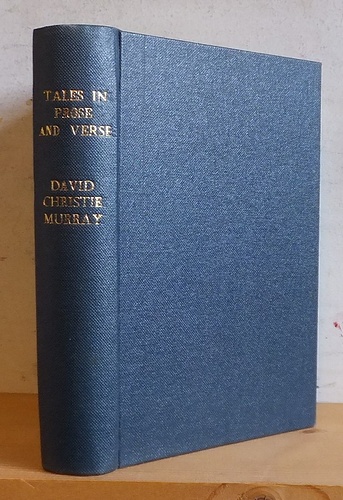 TALES IN
PROSE
AND VERSE
DAVID
CHRISTIE
MURRAY